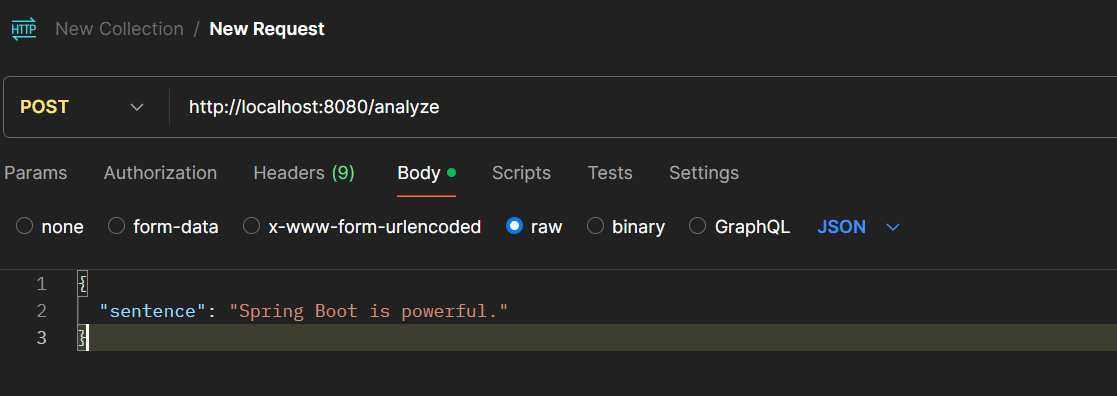 HTTP New Collection / New Request
POST http://localhost:8080/analyze
Params Authorization Headers (9) Body Scripts Tests Settings
none form-data x-www-form-urlencoded raw binary GraphQL JSON
1 {
2 "sentence": "Spring Boot is powerful."
3 }